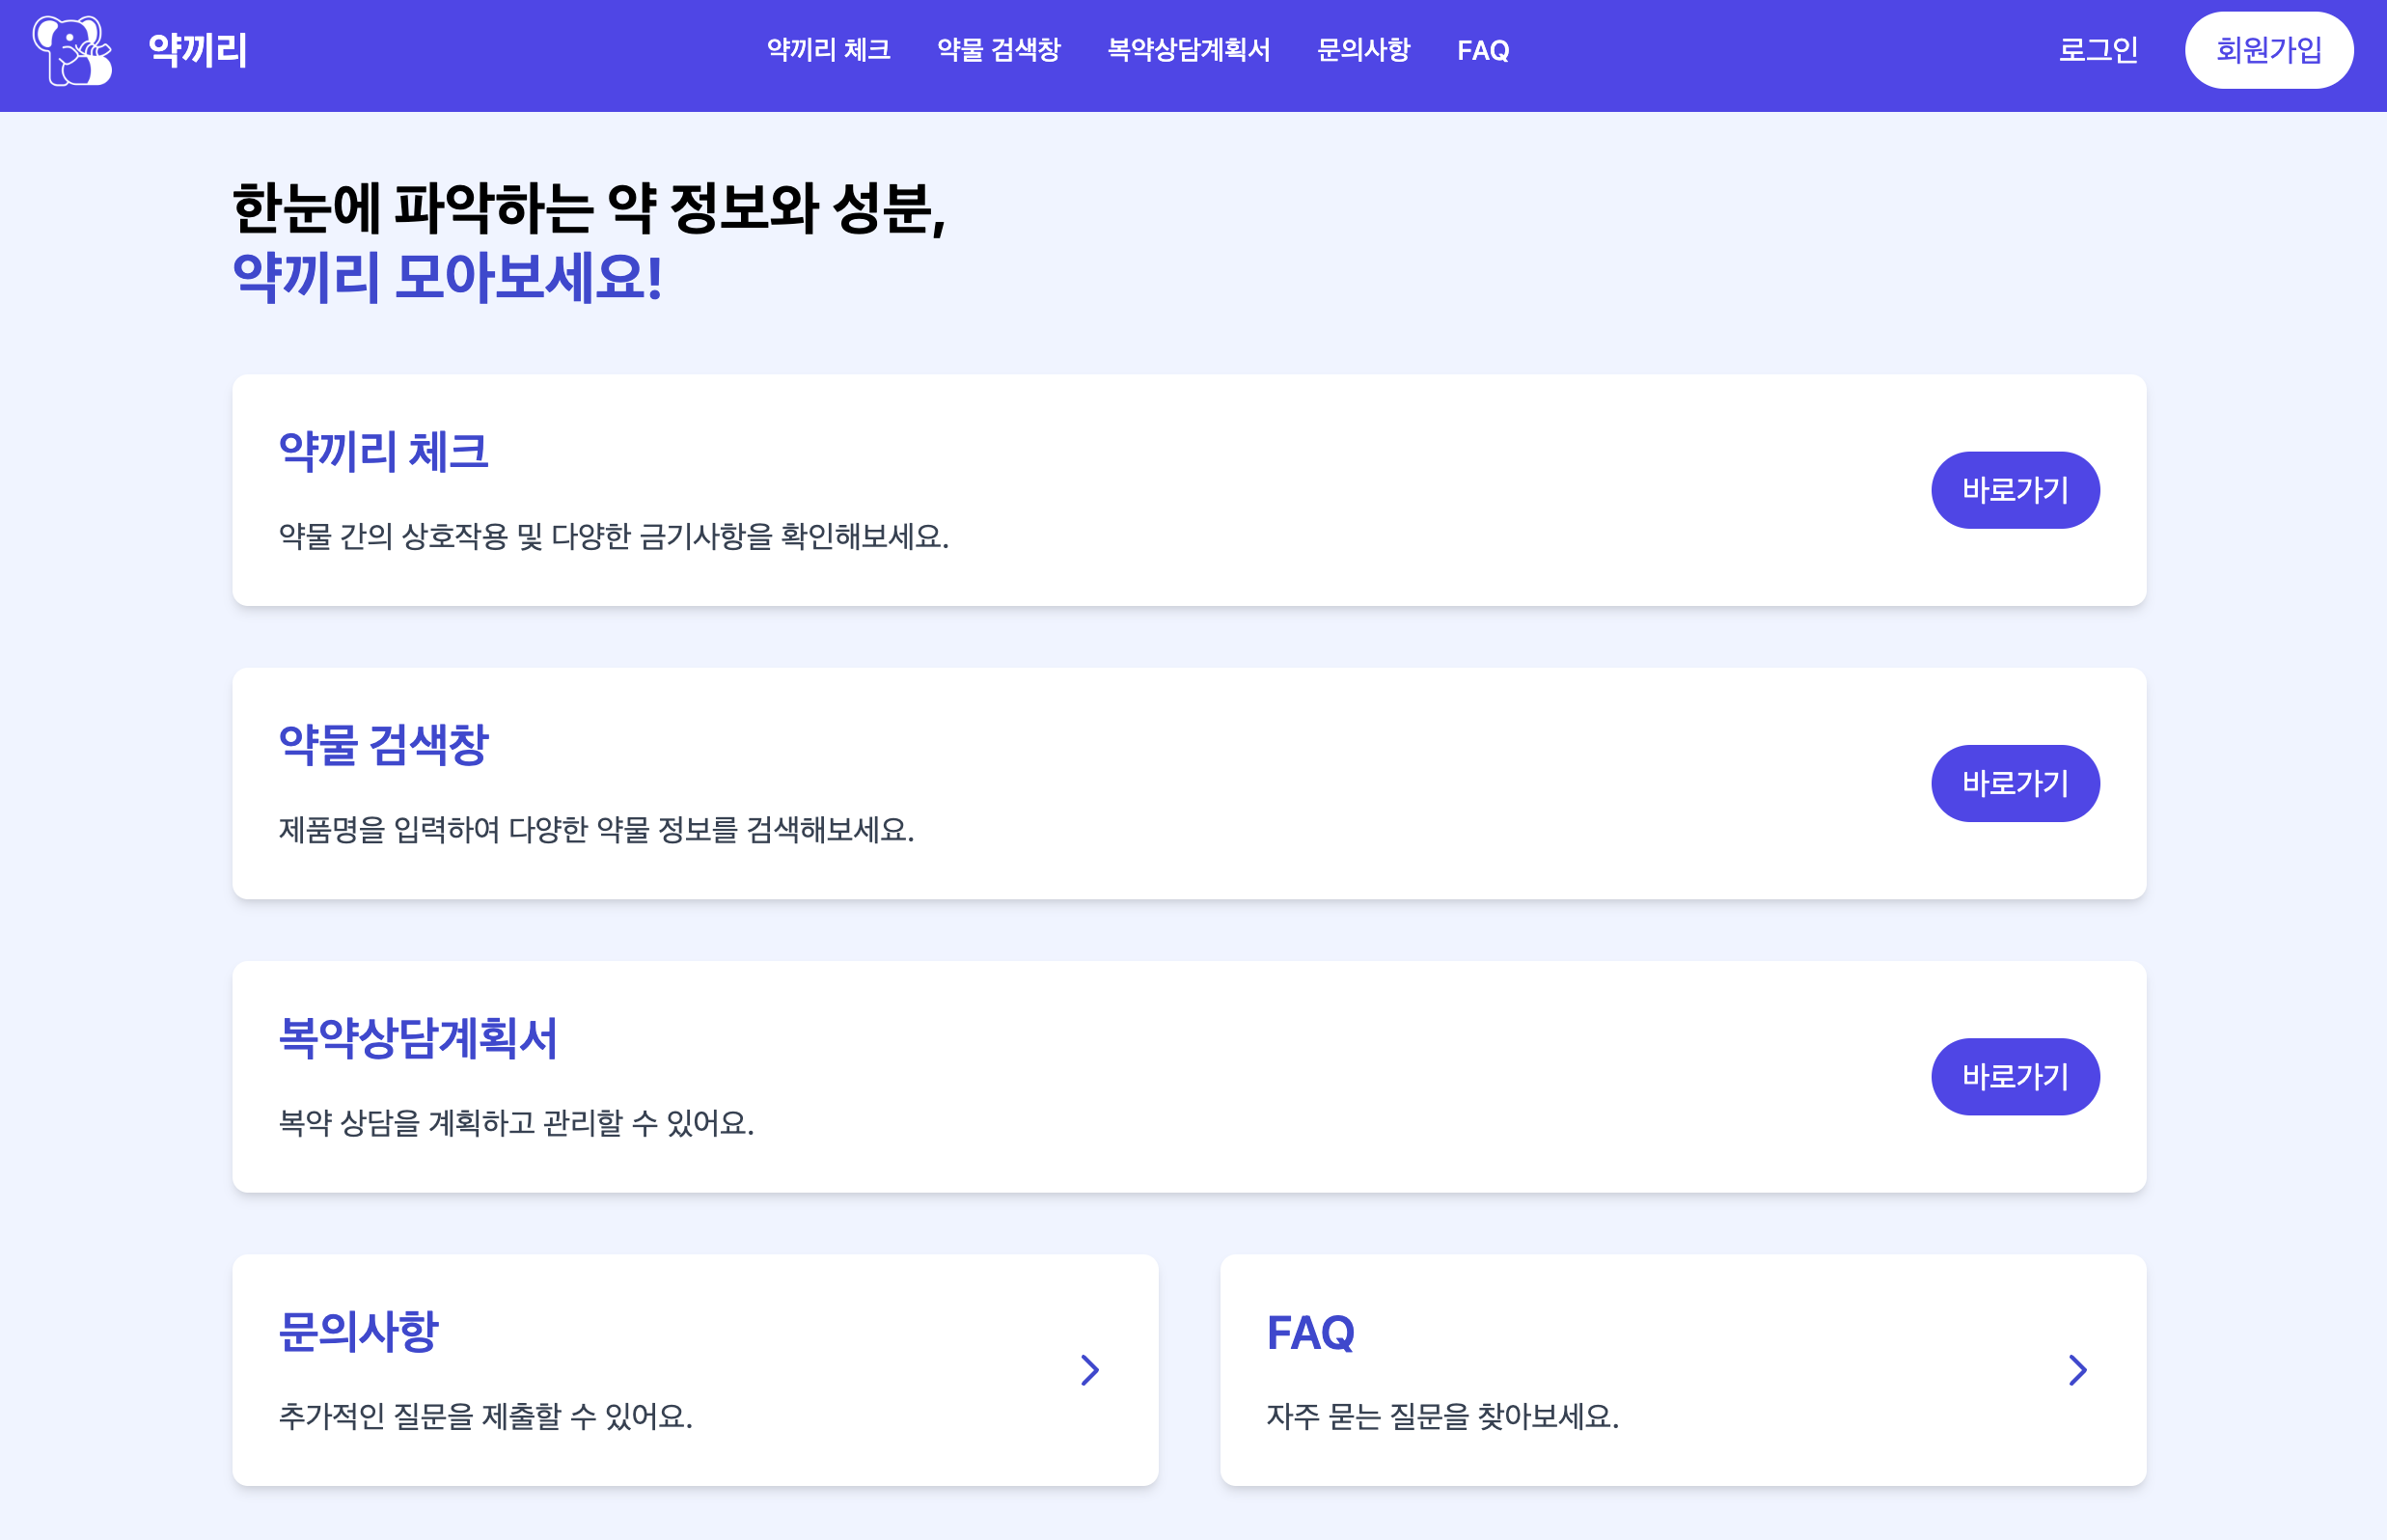 약끼리
약끼리 체크
약물 검색창
복약상담계획서
문의사항
FAQ
로그인
회원가입
한눈에 파악하는 약 정보와 성분,
약끼리 모아보세요!
약끼리 체크
약물 간의 상호작용 및 다양한 금기사항을 확인해보세요.
바로가기
약물 검색창
제품명을 입력하여 다양한 약물 정보를 검색해보세요.
바로가기
복약상담계획서
복약 상담을 계획하고 관리할 수 있어요.
바로가기
문의사항
추가적인 질문을 제출할 수 있어요.
FAQ
자주 묻는 질문을 찾아보세요.